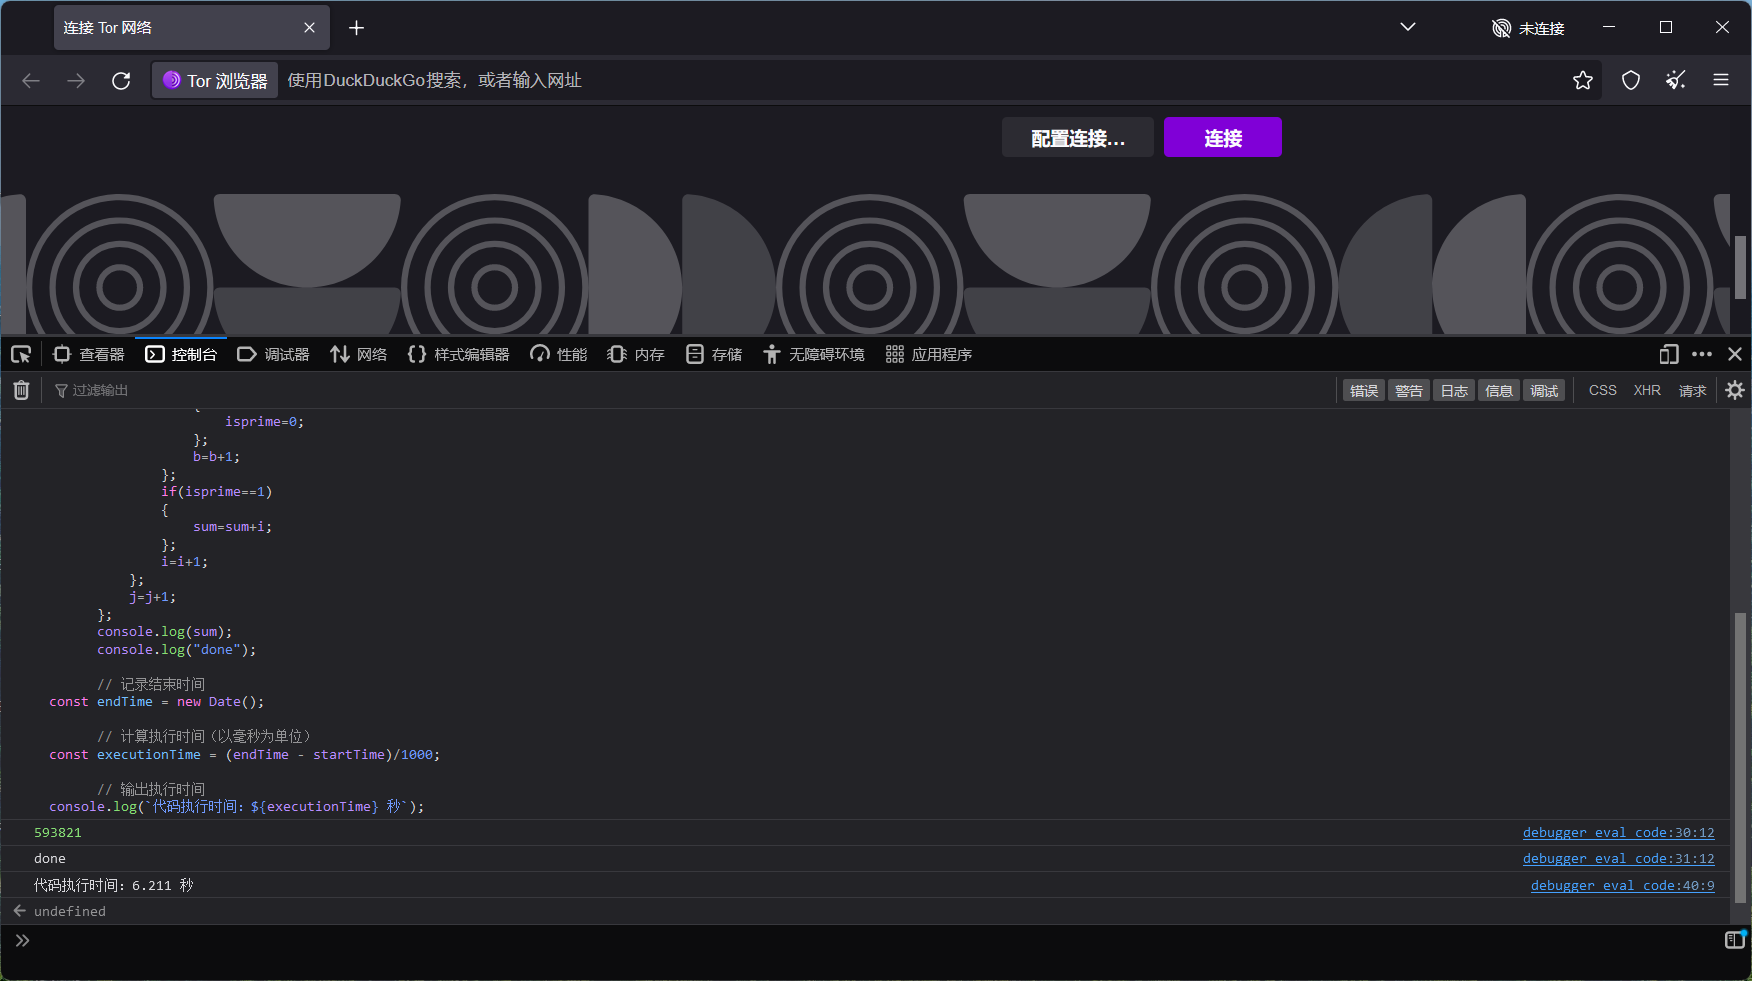 连接 Tor 网络
未连接
Tor 浏览器
使用DuckDuckGo搜索，或者输入网址
配置连接...
连接
查看器
控制台
调试器
网络
样式编辑器
性能
内存
存储
无障碍环境
应用程序
过滤输出
错误
警告
日志
信息
调试
CSS
XHR
请求
isprime=0;
};
b=b+1;
};
if(isprime==1)
{
sum=sum+i;
};
i=i+1;
};
j=j+1;
};
console.log(sum);
console.log("done");
// 记录结束时间
const endTime = new Date();
// 计算执行时间（以毫秒为单位）
const executionTime = (endTime - startTime)/1000;
// 输出执行时间
console.log(`代码执行时间：${executionTime} 秒`);
593821
debugger eval code:30:12
done
debugger eval code:31:12
代码执行时间：6.211 秒
debugger eval code:40:9
undefined